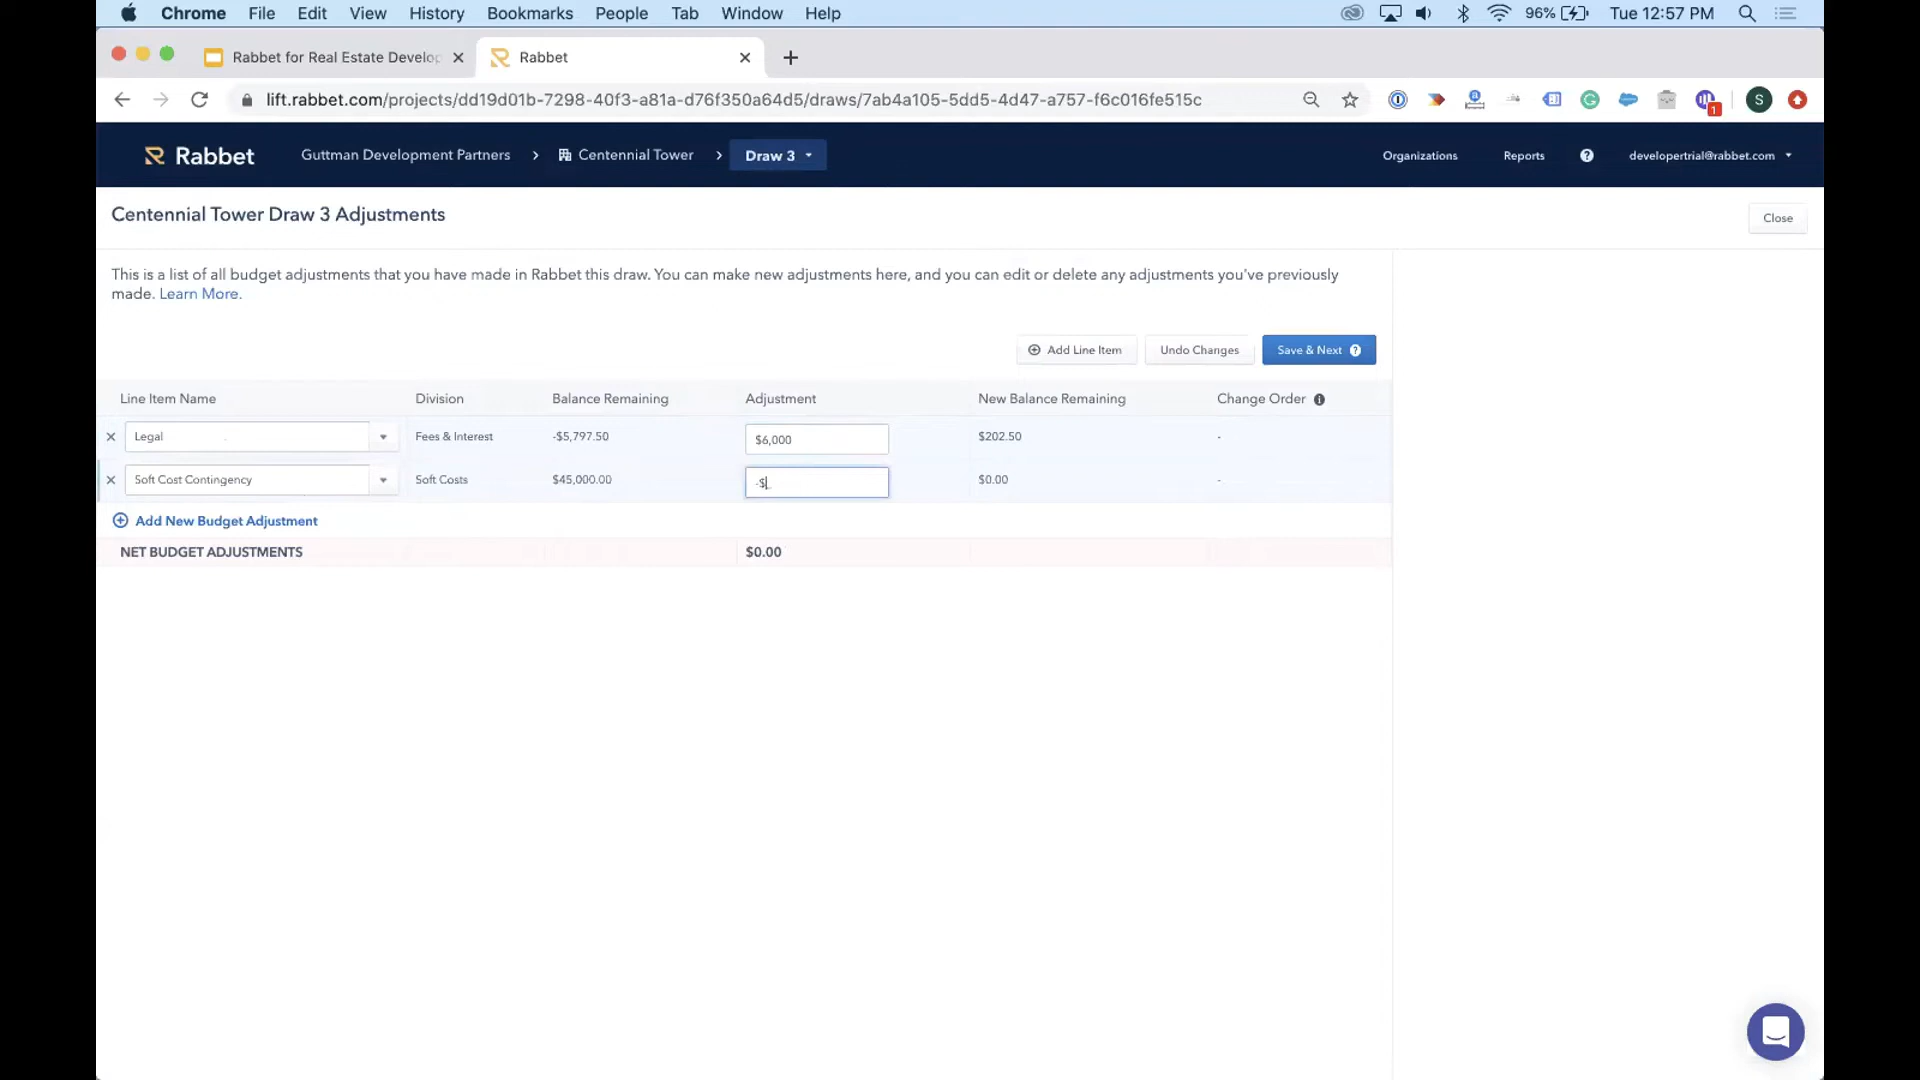 Chrome File Edit View History Bookmarks People Tab Window Help 96% Tue 12:57 PM
Rabbet for Real Estate Develop
Rabbet
lift.rabbet.com/projects/dd19d01b-7298-40f3-a81a-d76f350a64d5/draws/7ab4a105-5dd5-4d47-a757-f6c016fe515c
1
S
Rabbet Guttman Development Partners > Centennial Tower > Draw 3 Organizations Reports ? developertrial@rabbet.com
Centennial Tower Draw 3 Adjustments
Close
This is a list of all budget adjustments that you have made in Rabbet this draw. You can make new adjustments here, and you can edit or delete any adjustments you've previously
made. Learn More.
Add Line Item Undo Changes Save & Next ?
Line Item Name Division Balance Remaining Adjustment New Balance Remaining Change Order i
Legal Fees & Interest -$5,797.50 $6,000 $202.50 -
Soft Cost Contingency Soft Costs $45,000.00 -$ $0.00 -
Add New Budget Adjustment
NET BUDGET ADJUSTMENTS $0.00